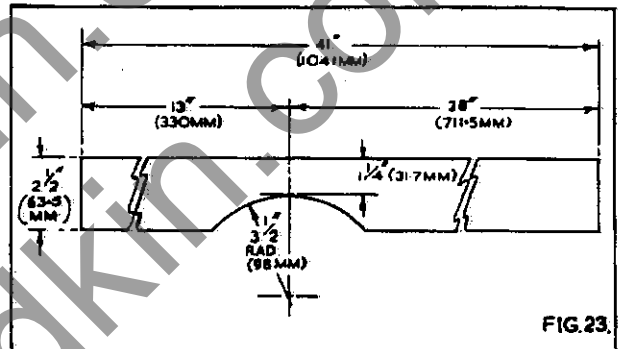 41"
(1041MM)
13"
(330MM)
28"
(711·5MM)
2 1/2"
(63·5
MM)
1 1/4" (31·7MM)
3 1/2"
RAD
(98MM)
FIG.23.